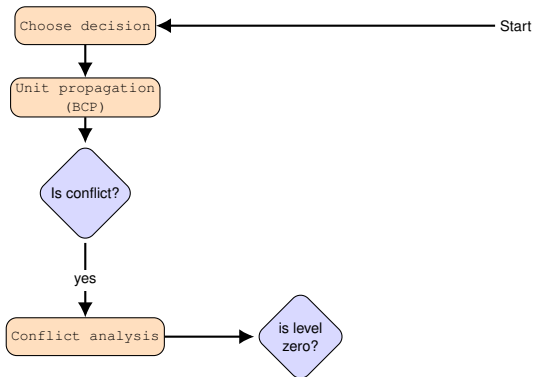 Choose decision
Start
Unit propagation
(BCP)
Is conflict?
yes
Conflict analysis
is level
zero?